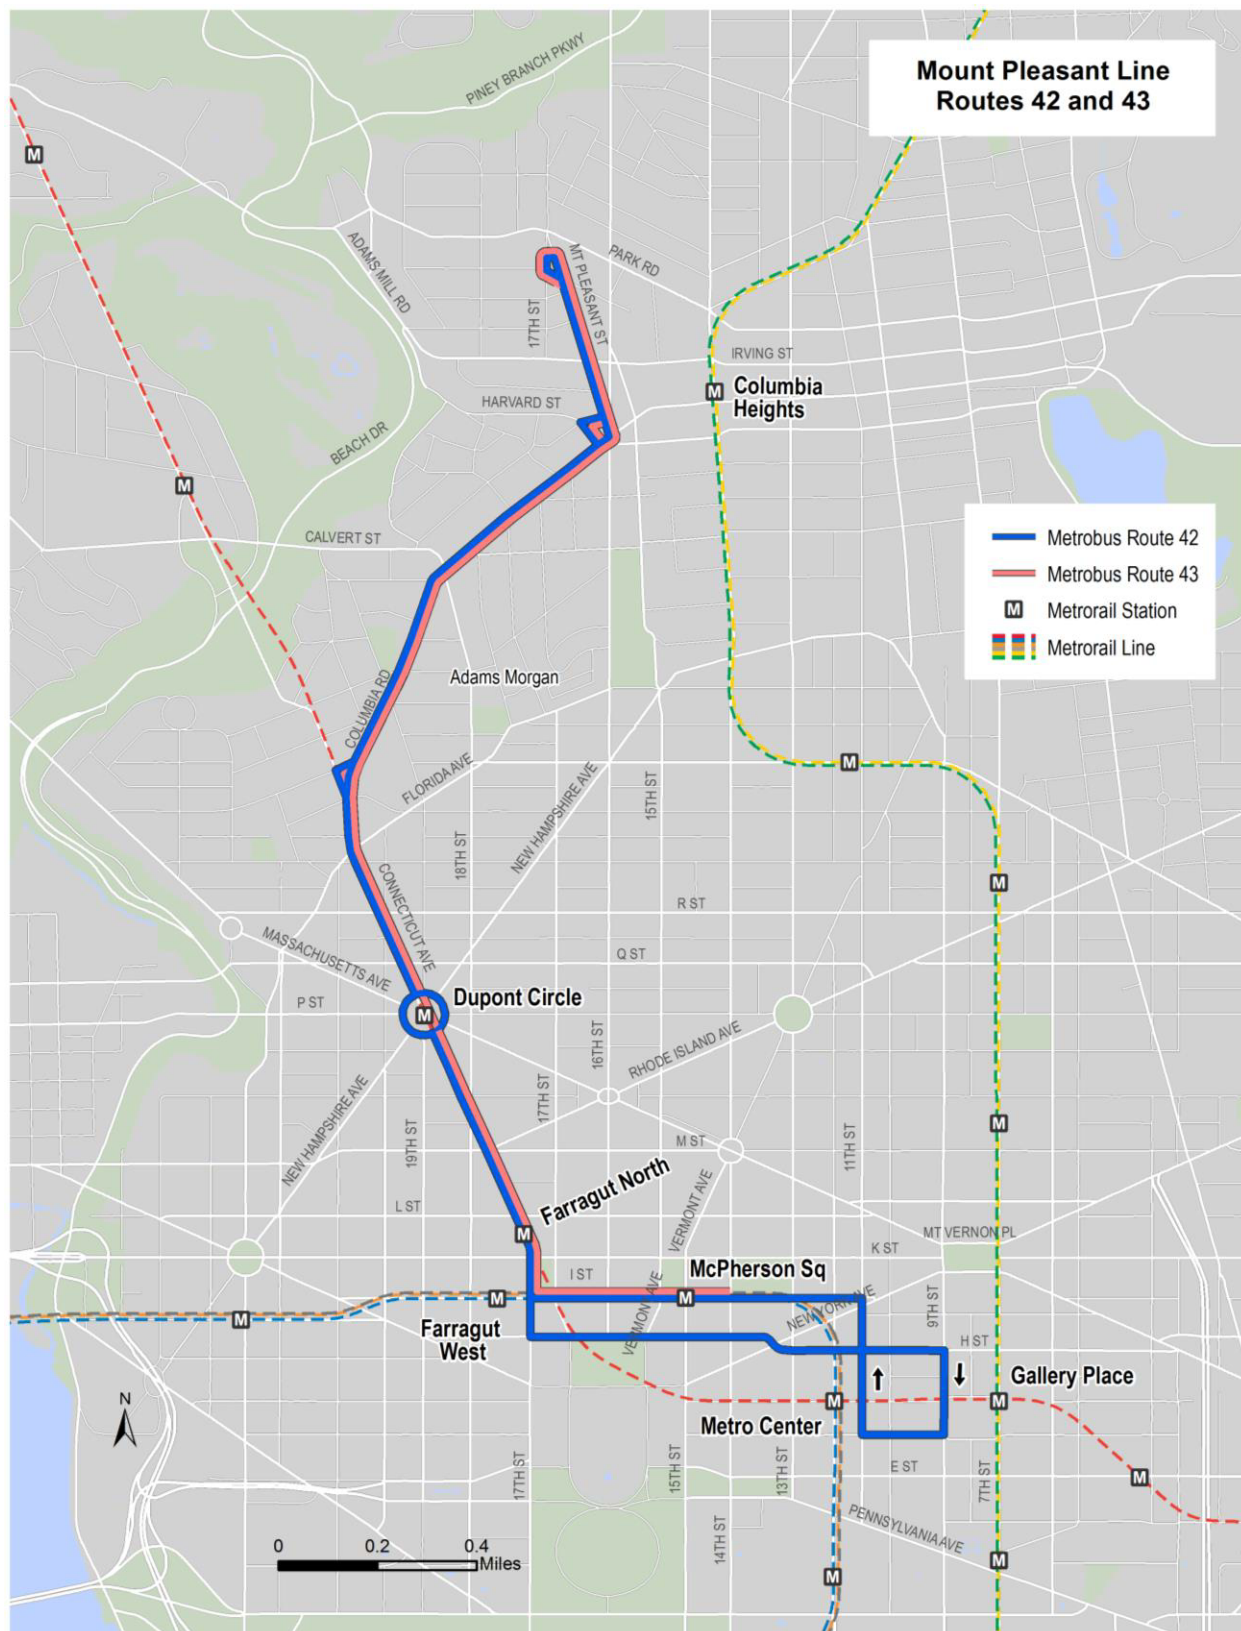 Mount Pleasant Line
Routes 42 and 43
PINEY BRANCH PKWY
M
ADAMS MILL RD
MT PLEASANT ST
PARK RD
17TH ST
IRVING ST
M
Columbia
Heights
HARVARD ST
BEACH DR
M
CALVERT ST
Metrobus Route 42
Metrobus Route 43
M
Metrorail Station
Metrorail Line
Adams Morgan
COLUMBIA RD
FLORIDA AVE
NEW HAMPSHIRE AVE
15TH ST
M
18TH ST
CONNECTICUT AVE
M
R ST
MASSACHUSETTS AVE
Q ST
P ST
M
Dupont Circle
16TH ST
RHODE ISLAND AVE
NEW HAMPSHIRE AVE
17TH ST
M
19TH ST
M ST
11TH ST
L ST
M
Farragut North
VERMONT AVE
K ST
MT VERNON PL
I ST
McPherson Sq
M
M
M
M
Farragut
West
VERMONT AVE
NEW YORK AVE
9TH ST
H ST
Gallery Place
M
M
Metro Center
N
17TH ST
15TH ST
13TH ST
E ST
7TH ST
M
14TH ST
PENNSYLVANIA AVE
0
0.2
0.4
Miles
M
M